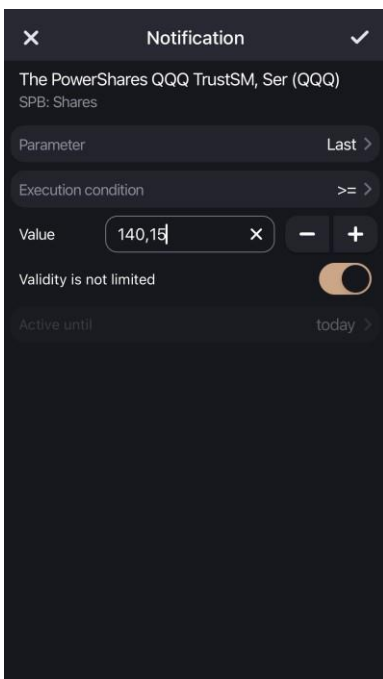 Notification
The PowerShares QQQ TrustSM, Ser (QQQ)
SPB: Shares
Parameter Last >
Execution condition >= >
Value 140,15
Validity is not limited
Active until today >